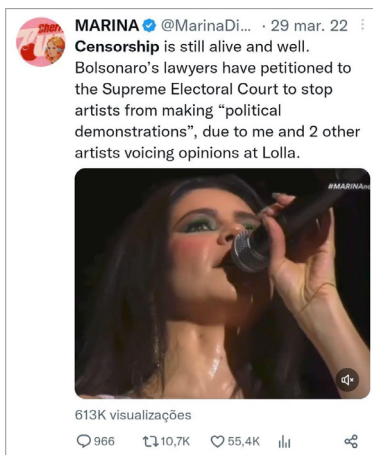 MARINA @MarinaDi... · 29 mar. 22
Censorship is still alive and well.
Bolsonaro’s lawyers have petitioned to
the Supreme Electoral Court to stop
artists from making “political
demonstrations”, due to me and 2 other
artists voicing opinions at Lolla.
613K visualizações
966 10,7K 55,4K